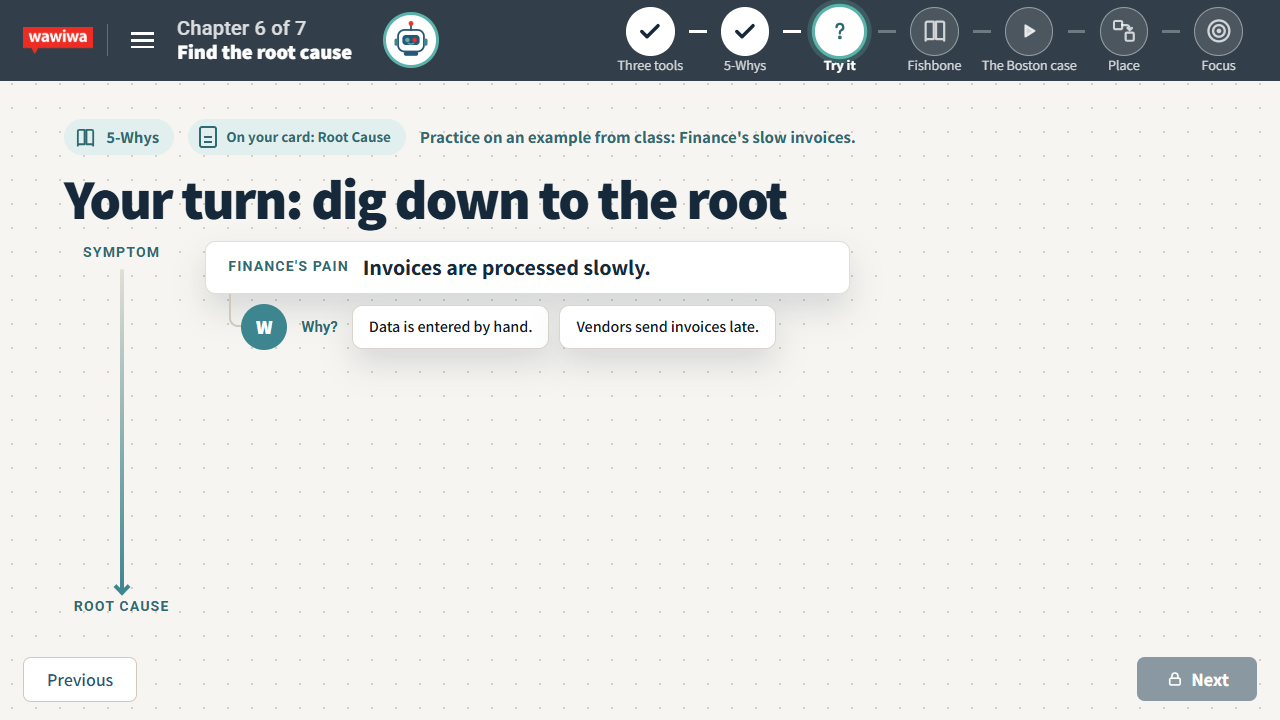 wawiwa
Chapter 6 of 7
Find the root cause
?
Three tools
5-Whys
Try it
Fishbone
The Boston case
Place
Focus
5-Whys
On your card: Root Cause
Practice on an example from class: Finance's slow invoices.
Your turn: dig down to the root
SYMPTOM
FINANCE'S PAIN Invoices are processed slowly.
W Why? Data is entered by hand. Vendors send invoices late.
ROOT CAUSE
Previous
Next